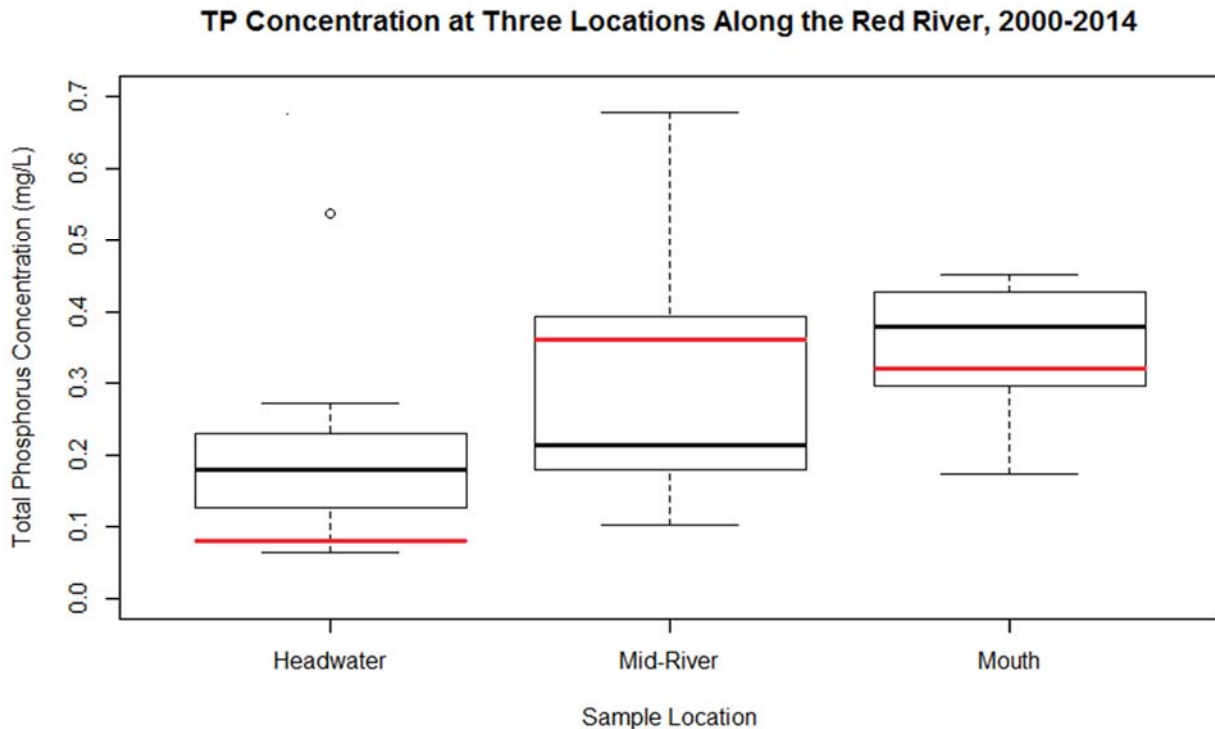 TP Concentration at Three Locations Along the Red River, 2000-2014
Total Phosphorus Concentration (mg/L)
0.7
0.6
0.5
0.4
0.3
0.2
0.1
0.0
Headwater
Mid-River
Mouth
Sample Location